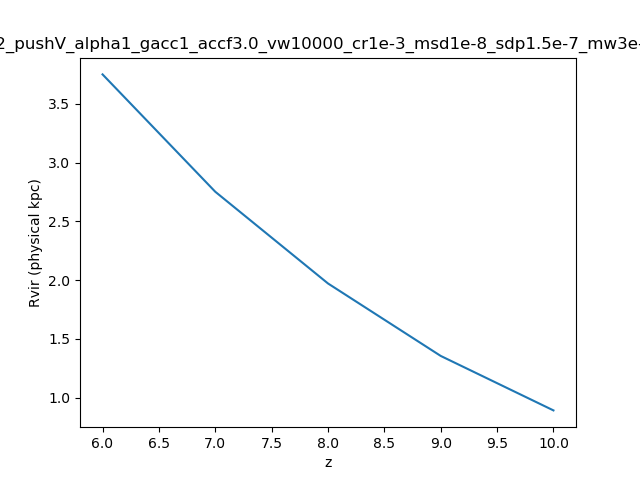 2_pushV_alpha1_gacc1_accf3.0_vw10000_cr1e-3_msd1e-8_sdp1.5e-7_mw3e-
3.5
3.0
2.5
2.0
1.5
1.0
Rvir (physical kpc)
6.0 6.5 7.0 7.5 8.0 8.5 9.0 9.5 10.0
z